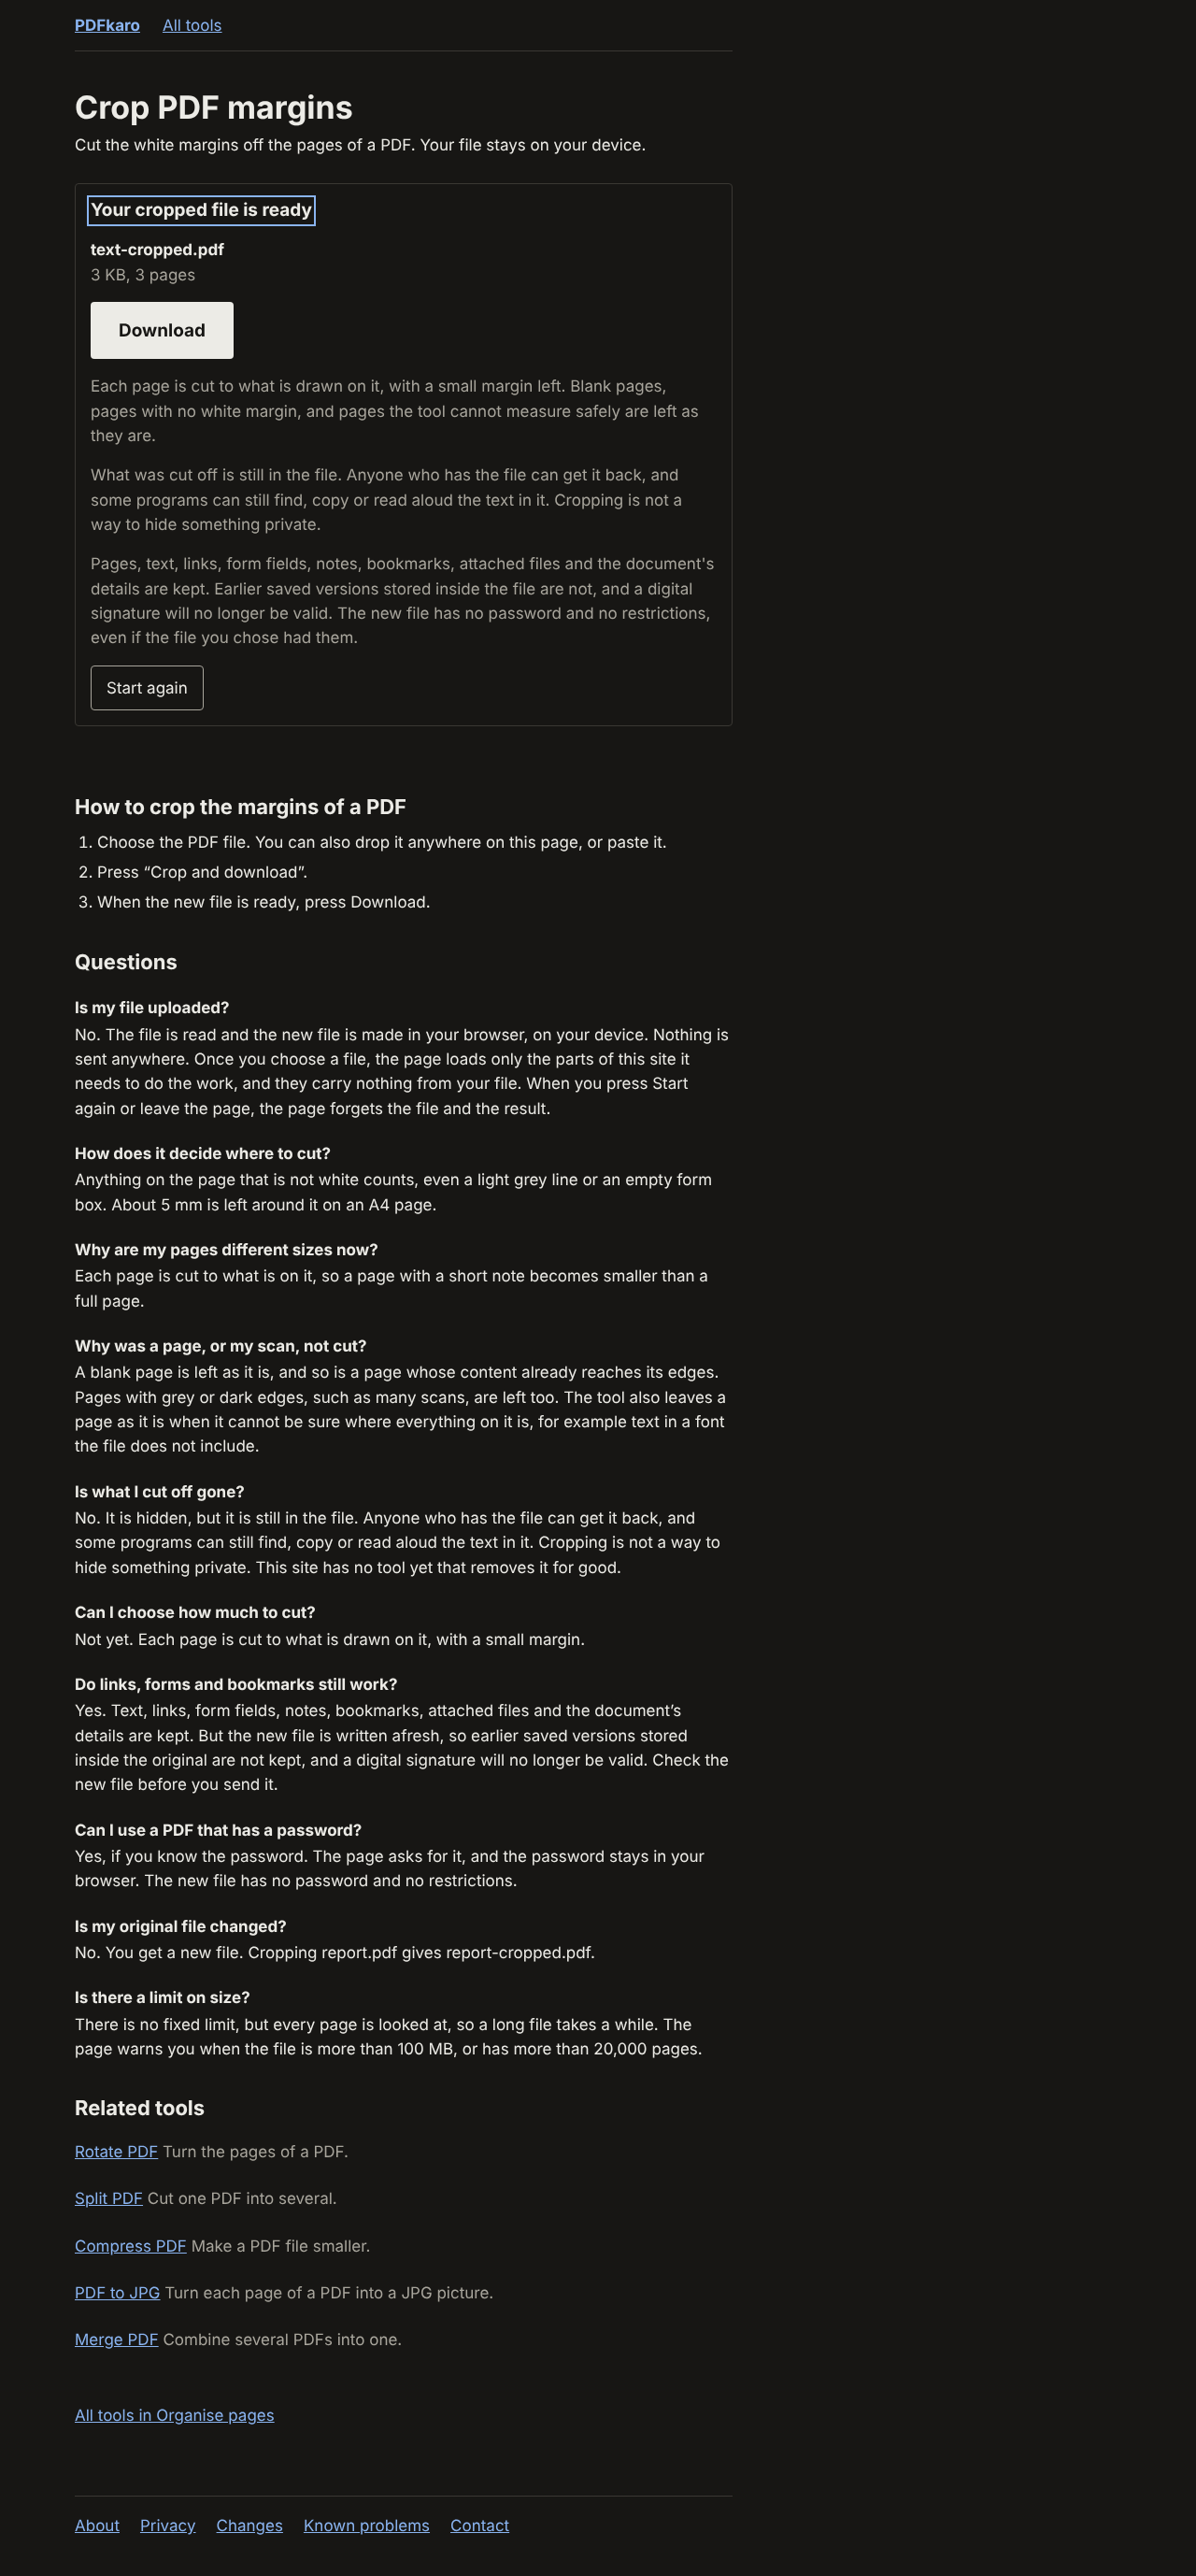 PDFkaro All tools
Crop PDF margins
Cut the white margins off the pages of a PDF. Your file stays on your device.
Your cropped file is ready
text-cropped.pdf
3 KB, 3 pages
Download
Each page is cut to what is drawn on it, with a small margin left. Blank pages,
pages with no white margin, and pages the tool cannot measure safely are left as
they are.
What was cut off is still in the file. Anyone who has the file can get it back, and
some programs can still find, copy or read aloud the text in it. Cropping is not a
way to hide something private.
Pages, text, links, form fields, notes, bookmarks, attached files and the document's
details are kept. Earlier saved versions stored inside the file are not, and a digital
signature will no longer be valid. The new file has no password and no restrictions,
even if the file you chose had them.
Start again
How to crop the margins of a PDF
1. Choose the PDF file. You can also drop it anywhere on this page, or paste it.
2. Press “Crop and download”.
3. When the new file is ready, press Download.
Questions
Is my file uploaded?
No. The file is read and the new file is made in your browser, on your device. Nothing is
sent anywhere. Once you choose a file, the page loads only the parts of this site it
needs to do the work, and they carry nothing from your file. When you press Start
again or leave the page, the page forgets the file and the result.
How does it decide where to cut?
Anything on the page that is not white counts, even a light grey line or an empty form
box. About 5 mm is left around it on an A4 page.
Why are my pages different sizes now?
Each page is cut to what is on it, so a page with a short note becomes smaller than a
full page.
Why was a page, or my scan, not cut?
A blank page is left as it is, and so is a page whose content already reaches its edges.
Pages with grey or dark edges, such as many scans, are left too. The tool also leaves a
page as it is when it cannot be sure where everything on it is, for example text in a font
the file does not include.
Is what I cut off gone?
No. It is hidden, but it is still in the file. Anyone who has the file can get it back, and
some programs can still find, copy or read aloud the text in it. Cropping is not a way to
hide something private. This site has no tool yet that removes it for good.
Can I choose how much to cut?
Not yet. Each page is cut to what is drawn on it, with a small margin.
Do links, forms and bookmarks still work?
Yes. Text, links, form fields, notes, bookmarks, attached files and the document’s
details are kept. But the new file is written afresh, so earlier saved versions stored
inside the original are not kept, and a digital signature will no longer be valid. Check the
new file before you send it.
Can I use a PDF that has a password?
Yes, if you know the password. The page asks for it, and the password stays in your
browser. The new file has no password and no restrictions.
Is my original file changed?
No. You get a new file. Cropping report.pdf gives report-cropped.pdf.
Is there a limit on size?
There is no fixed limit, but every page is looked at, so a long file takes a while. The
page warns you when the file is more than 100 MB, or has more than 20,000 pages.
Related tools
Rotate PDF Turn the pages of a PDF.
Split PDF Cut one PDF into several.
Compress PDF Make a PDF file smaller.
PDF to JPG Turn each page of a PDF into a JPG picture.
Merge PDF Combine several PDFs into one.
All tools in Organise pages
About Privacy Changes Known problems Contact